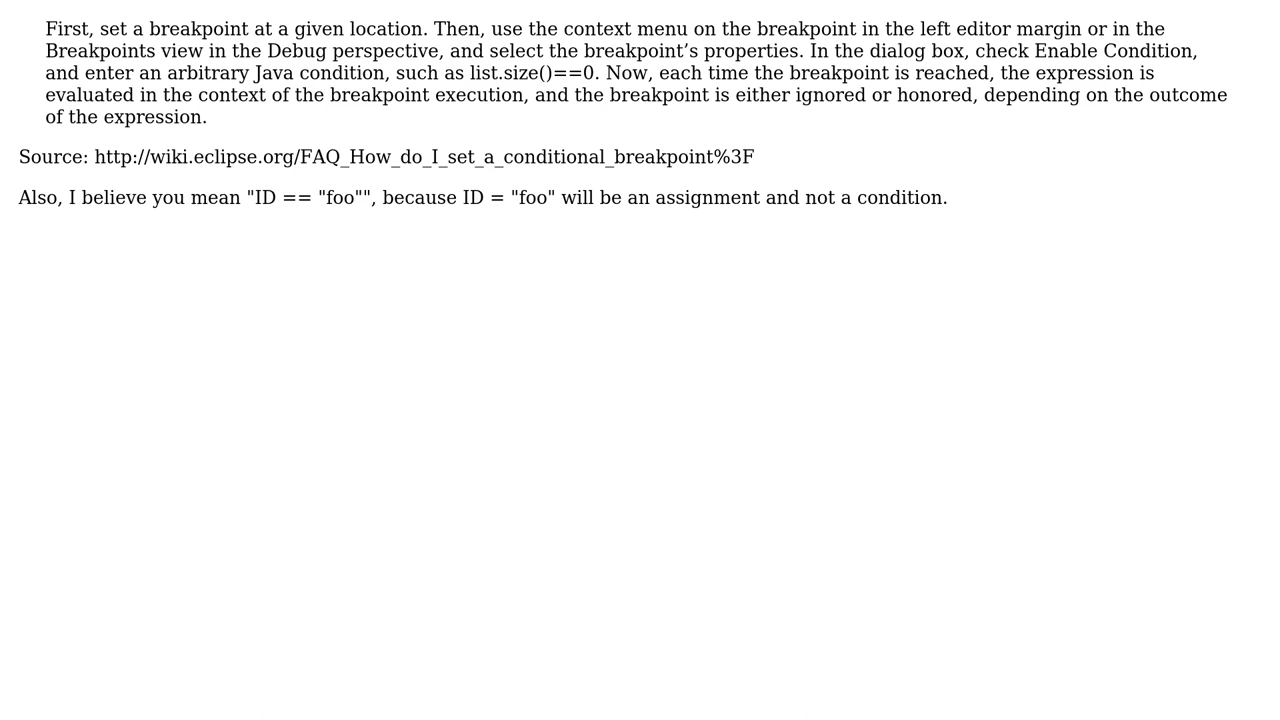 First, set a breakpoint at a given location. Then, use the context menu on the breakpoint in the left editor margin or in the
Breakpoints view in the Debug perspective, and select the breakpoint’s properties. In the dialog box, check Enable Condition,
and enter an arbitrary Java condition, such as list.size()==0. Now, each time the breakpoint is reached, the expression is
evaluated in the context of the breakpoint execution, and the breakpoint is either ignored or honored, depending on the outcome
of the expression.
Source: http://wiki.eclipse.org/FAQ_How_do_I_set_a_conditional_breakpoint%3F
Also, I believe you mean "ID == "foo"", because ID = "foo" will be an assignment and not a condition.